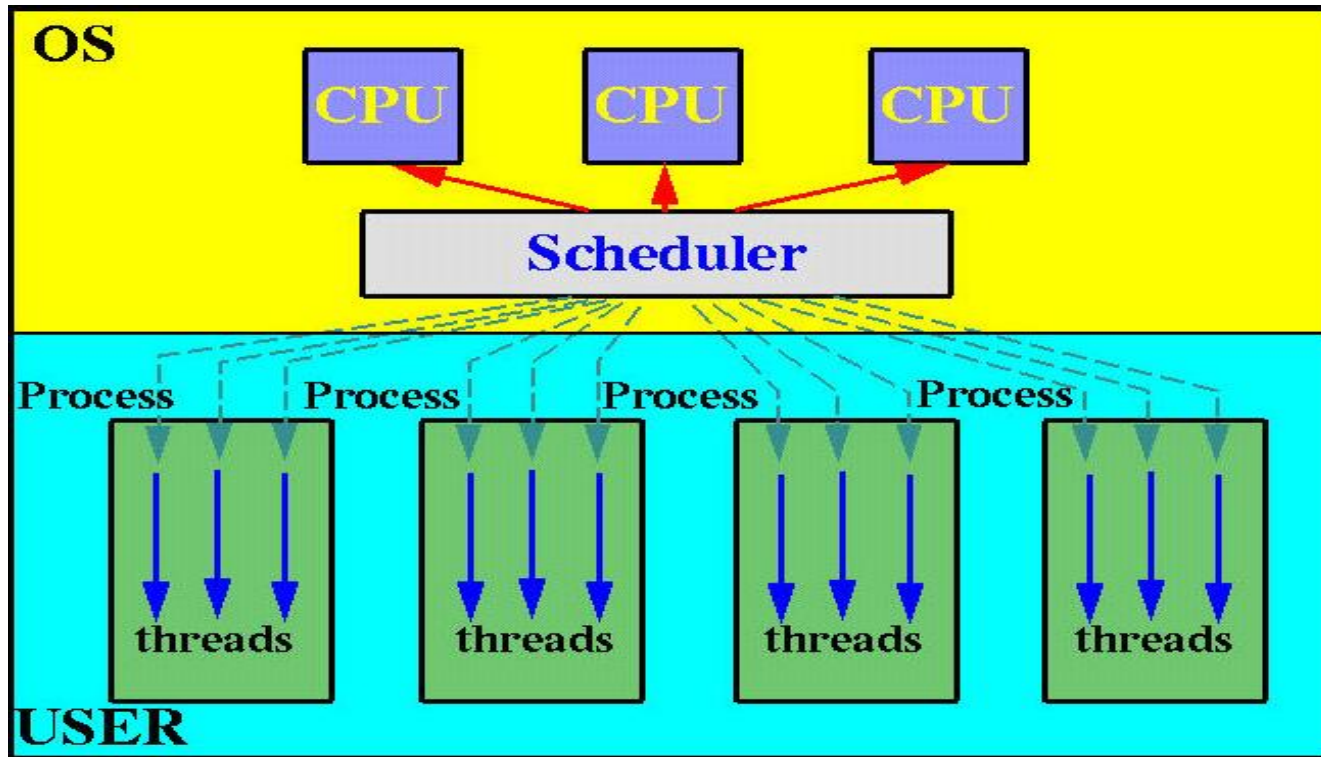 OS
CPU CPU CPU
Scheduler
Process Process Process Process
threads threads threads threads
USER